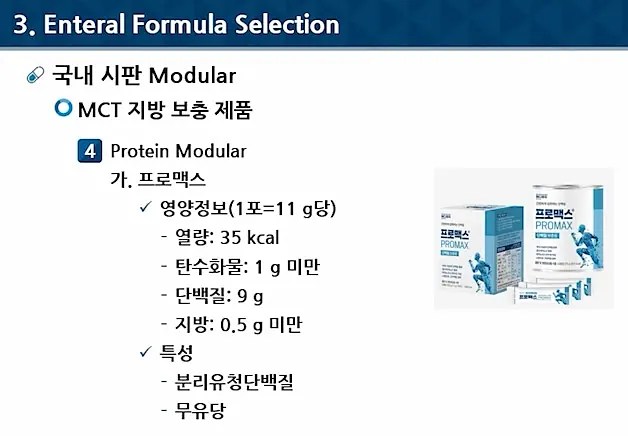 3. Enteral Formula Selection
국내 시판 Modular
MCT 지방 보충 제품
4 Protein Modular
가. 프로맥스
✓ 영양정보(1포=11 g당)
- 열량: 35 kcal
- 탄수화물: 1 g 미만
- 단백질: 9 g
- 지방: 0.5 g 미만
✓ 특성
- 분리유청단백질
- 무유당
프로맥스
PROMAX
프로맥스
PROMAX